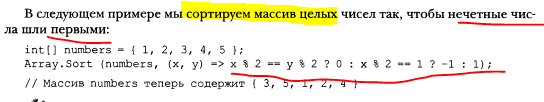 В следующем примере мы сортируем массив целых чисел так, чтобы нечетные чис-
ла шли первыми:
int[] numbers = { 1, 2, 3, 4, 5 };
Array.Sort (numbers, (x, y) => x % 2 == y % 2 ? 0 : x % 2 == 1 ? -1 : 1);
// Массив numbers теперь содержит { 3, 5, 1, 2, 4 }